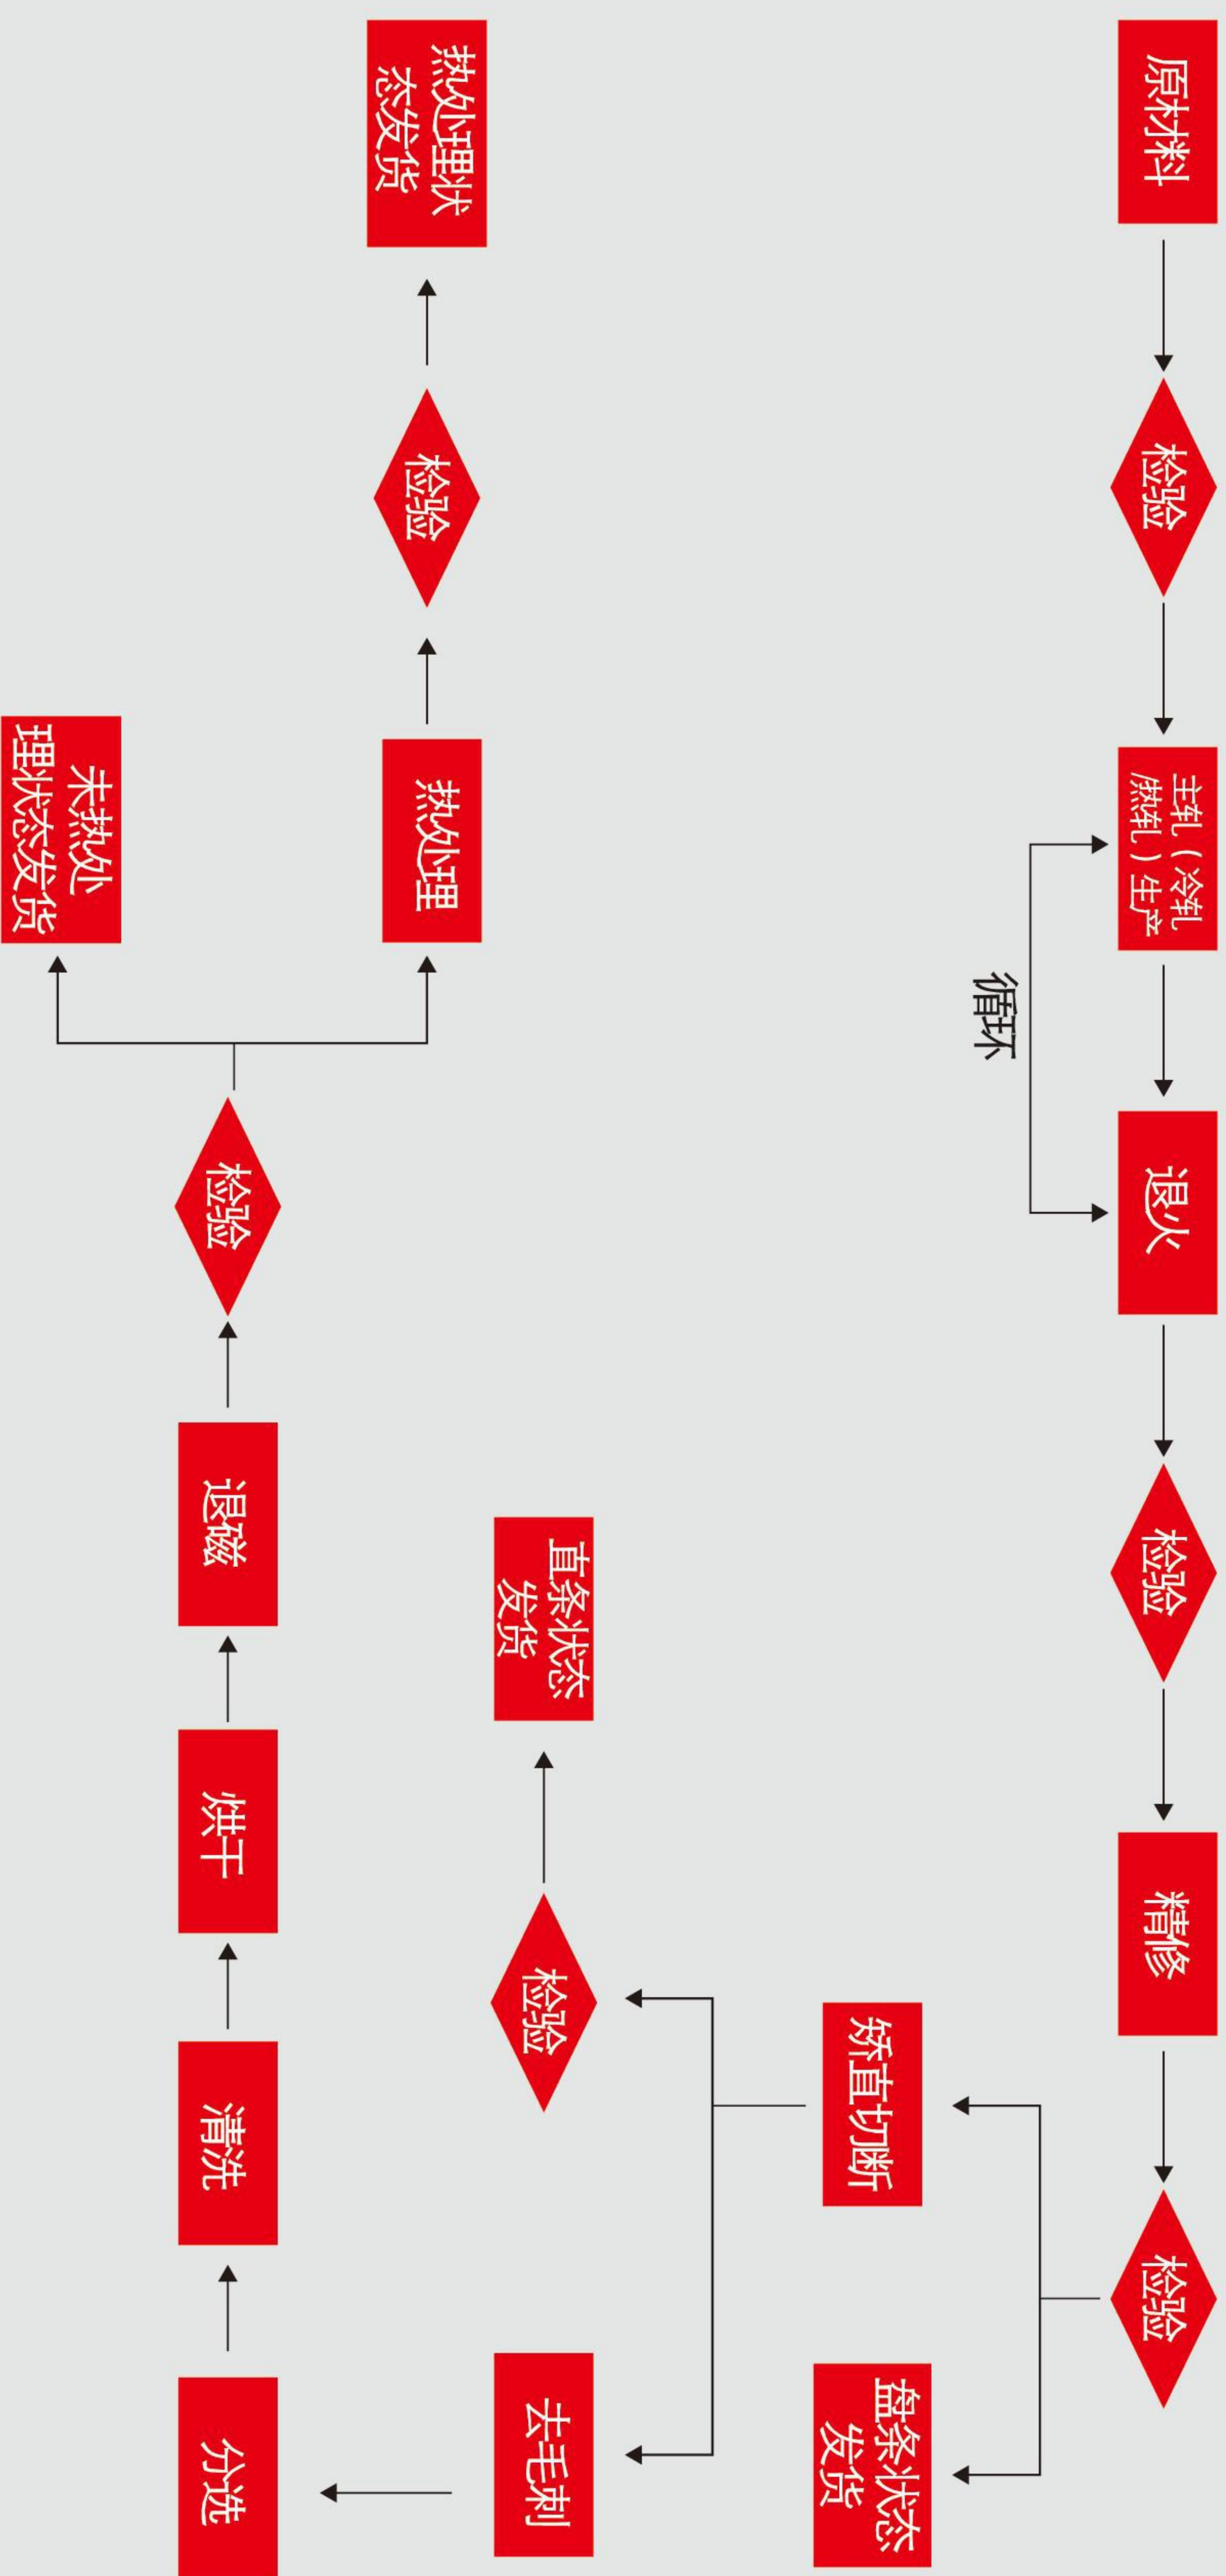 原材料
检验
主轧（冷轧
/热轧）生产
循环
退火
检验
精修
检验
矫直切断
盘条状态
发货
检验
直条状态
发货
去毛刺
分选
清洗
烘干
退磁
检验
热处理
检验
热处理状
态发货
未热处
理状态发货